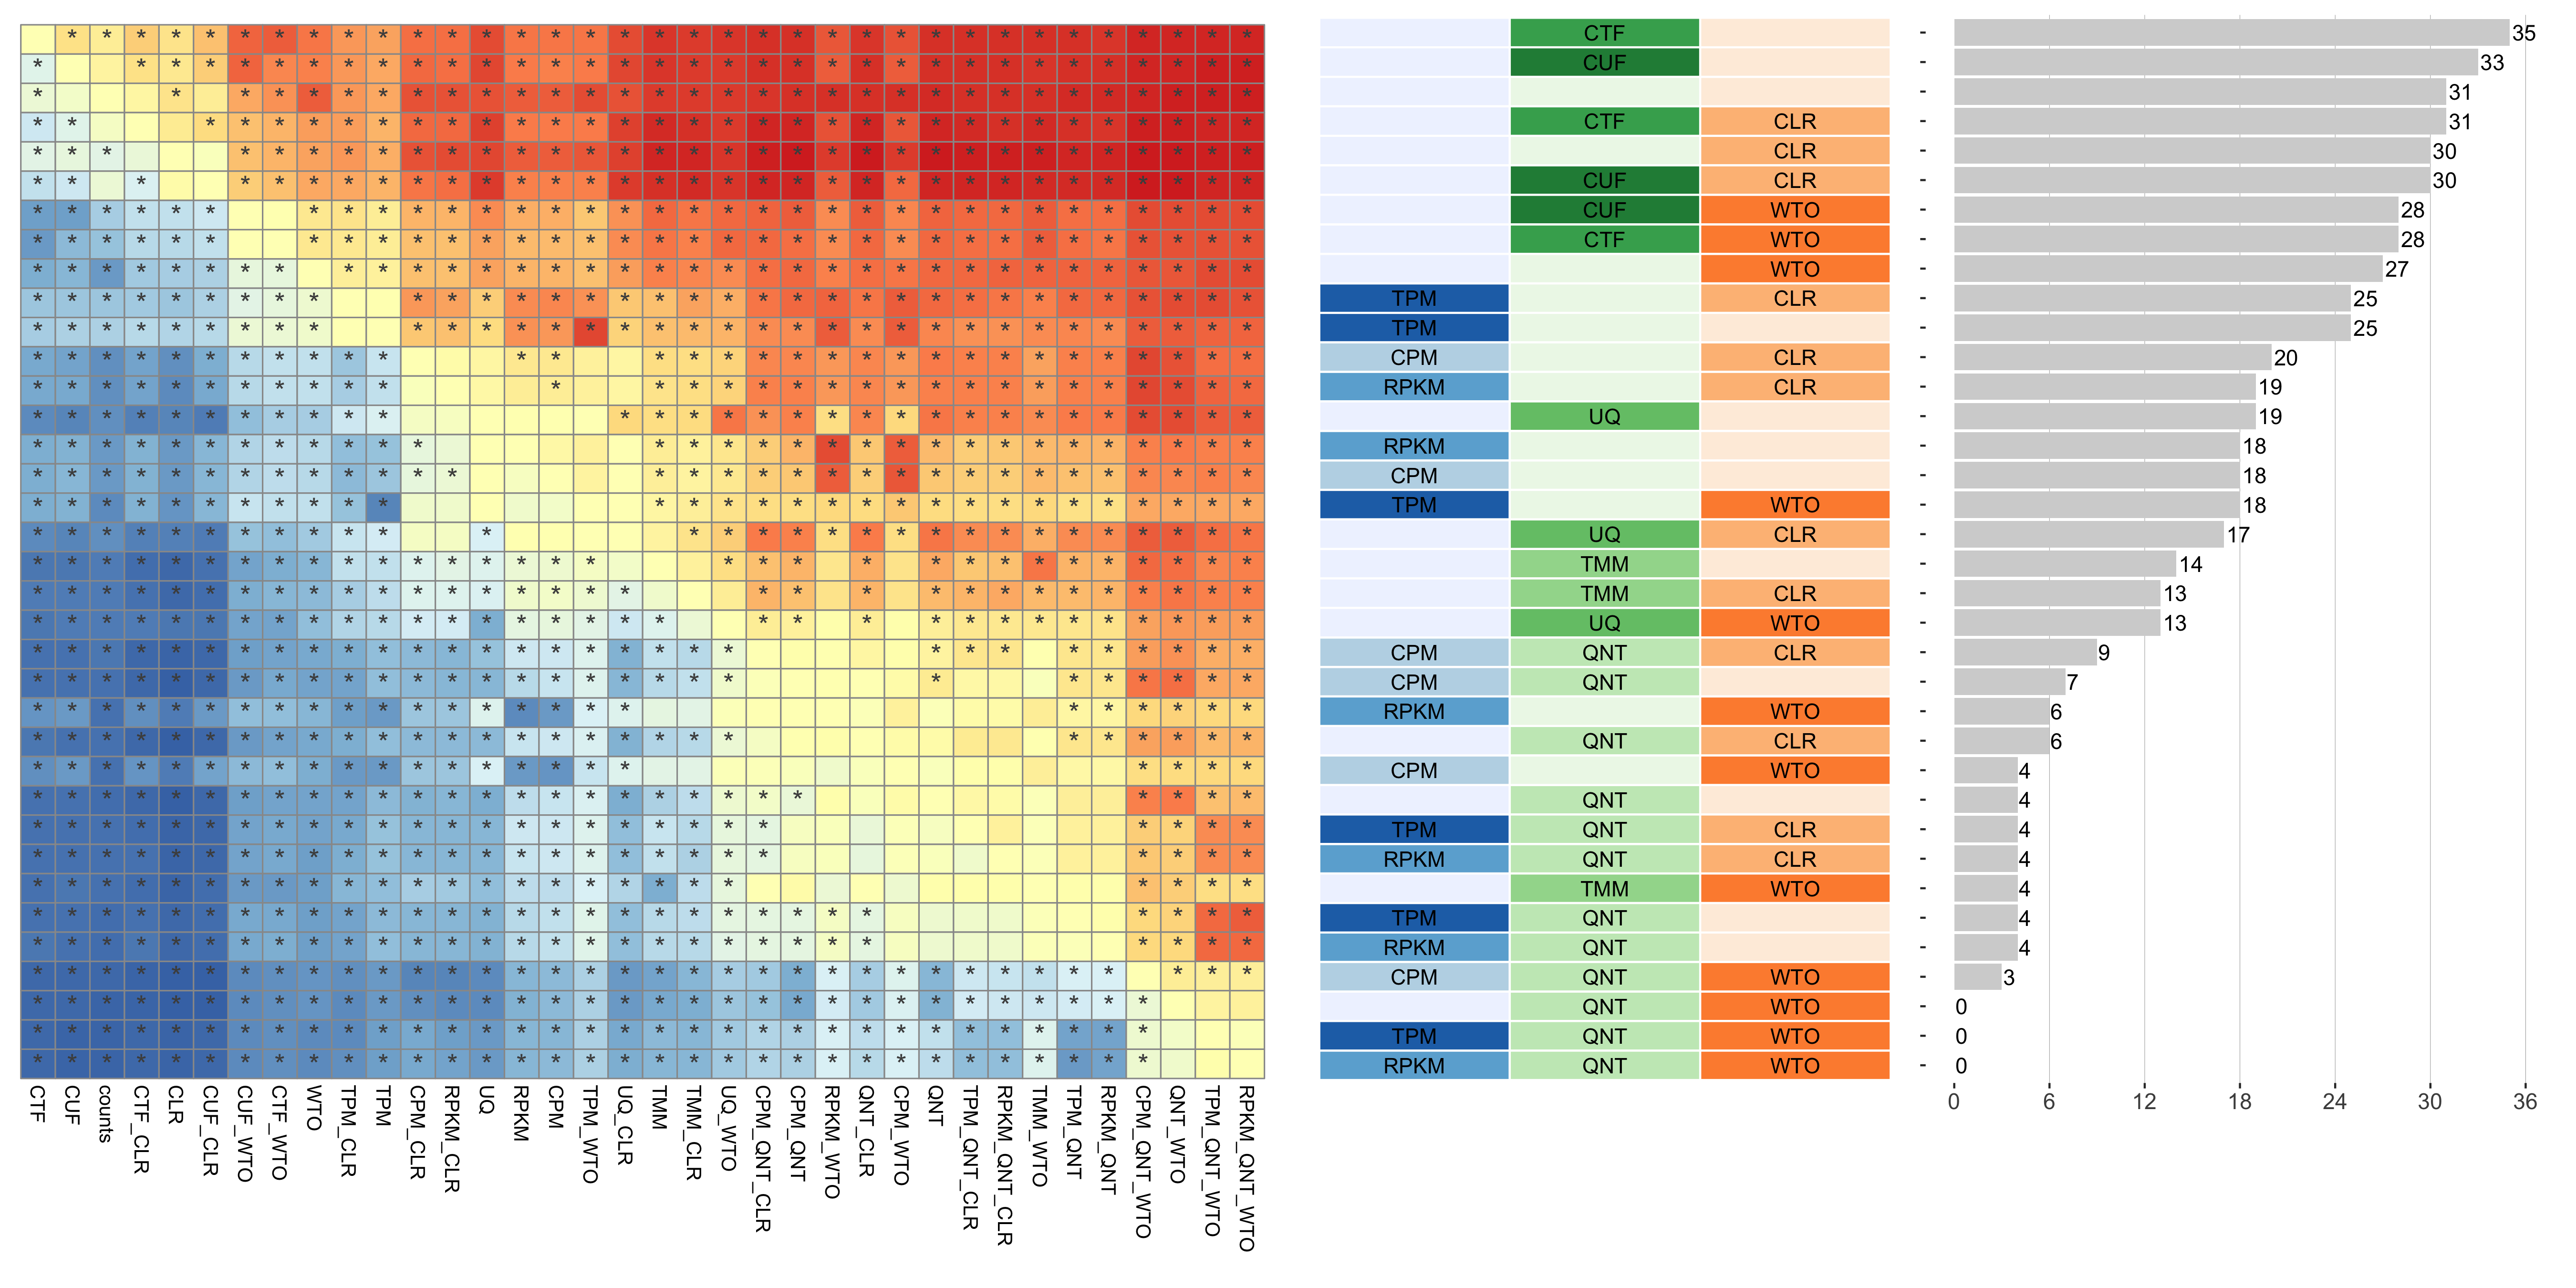 * * * * * * * * * * * * * * * * * * * * * * * * * * * * * * * * * * * CTF - 35
* * * * * * * * * * * * * * * * * * * * * * * * * * * * * * * * * * CUF - 33
* * * * * * * * * * * * * * * * * * * * * * * * * * * * * * * * - 31
* * * * * * * * * * * * * * * * * * * * * * * * * * * * * * * * * CTF CLR - 31
* * * * * * * * * * * * * * * * * * * * * * * * * * * * * * * * * CLR - 30
* * * * * * * * * * * * * * * * * * * * * * * * * * * * * * * * * CUF CLR - 30
* * * * * * * * * * * * * * * * * * * * * * * * * * * * * * * * * * CUF WTO - 28
* * * * * * * * * * * * * * * * * * * * * * * * * * * * * * * * * * CTF WTO - 28
* * * * * * * * * * * * * * * * * * * * * * * * * * * * * * * * * * * WTO - 27
* * * * * * * * * * * * * * * * * * * * * * * * * * * * * * * * * * TPM CLR - 25
* * * * * * * * * * * * * * * * * * * * * * * * * * * * * * * * * * TPM - 25
* * * * * * * * * * * * * * * * * * * * * * * * * * * * * * * CPM CLR - 20
* * * * * * * * * * * * * * * * * * * * * * * * * * * * * * RPKM CLR - 19
* * * * * * * * * * * * * * * * * * * * * * * * * * * * * * * UQ - 19
* * * * * * * * * * * * * * * * * * * * * * * * * * * * * * RPKM - 18
* * * * * * * * * * * * * * * * * * * * * * * * * * * * * * * CPM - 18
* * * * * * * * * * * * * * * * * * * * * * * * * * * * * TPM WTO - 18
* * * * * * * * * * * * * * * * * * * * * * * * * * * * * UQ CLR - 17
* * * * * * * * * * * * * * * * * * * * * * * * * * * * * * TMM - 14
* * * * * * * * * * * * * * * * * * * * * * * * * * * * * * TMM CLR - 13
* * * * * * * * * * * * * * * * * * * * * * * * * * * * * * UQ WTO - 13
* * * * * * * * * * * * * * * * * * * * * * * * * * * * * * CPM QNT CLR - 9
* * * * * * * * * * * * * * * * * * * * * * * * * * * * CPM QNT - 7
* * * * * * * * * * * * * * * * * * * * * * * * RPKM WTO - 6
* * * * * * * * * * * * * * * * * * * * * * * * * * * QNT CLR - 6
* * * * * * * * * * * * * * * * * * * * * * CPM WTO - 4
* * * * * * * * * * * * * * * * * * * * * * * * * * * QNT - 4
* * * * * * * * * * * * * * * * * * * * * * * * * * TPM QNT CLR - 4
* * * * * * * * * * * * * * * * * * * * * * * * * * RPKM QNT CLR - 4
* * * * * * * * * * * * * * * * * * * * * * * * * TMM WTO - 4
* * * * * * * * * * * * * * * * * * * * * * * * * * * * * TPM QNT - 4
* * * * * * * * * * * * * * * * * * * * * * * * * * * * * RPKM QNT - 4
* * * * * * * * * * * * * * * * * * * * * * * * * * * * * * * * * * * CPM QNT WTO - 3
* * * * * * * * * * * * * * * * * * * * * * * * * * * * * * * * * QNT WTO - 0
* * * * * * * * * * * * * * * * * * * * * * * * * * * * * * * * * TPM QNT WTO - 0
* * * * * * * * * * * * * * * * * * * * * * * * * * * * * * * * * RPKM QNT WTO - 0
0 6 12 18 24 30 36
CTF
CUF
counts
CTF_CLR
CLR
CUF_CLR
CUF_WTO
CTF_WTO
WTO
TPM_CLR
TPM
CPM_CLR
RPKM_CLR
UQ
RPKM
CPM
TPM_WTO
UQ_CLR
TMM
TMM_CLR
UQ_WTO
CPM_QNT_CLR
CPM_QNT
RPKM_WTO
QNT_CLR
CPM_WTO
QNT
TPM_QNT_CLR
RPKM_QNT_CLR
TMM_WTO
TPM_QNT
RPKM_QNT
CPM_QNT_WTO
QNT_WTO
TPM_QNT_WTO
RPKM_QNT_WTO